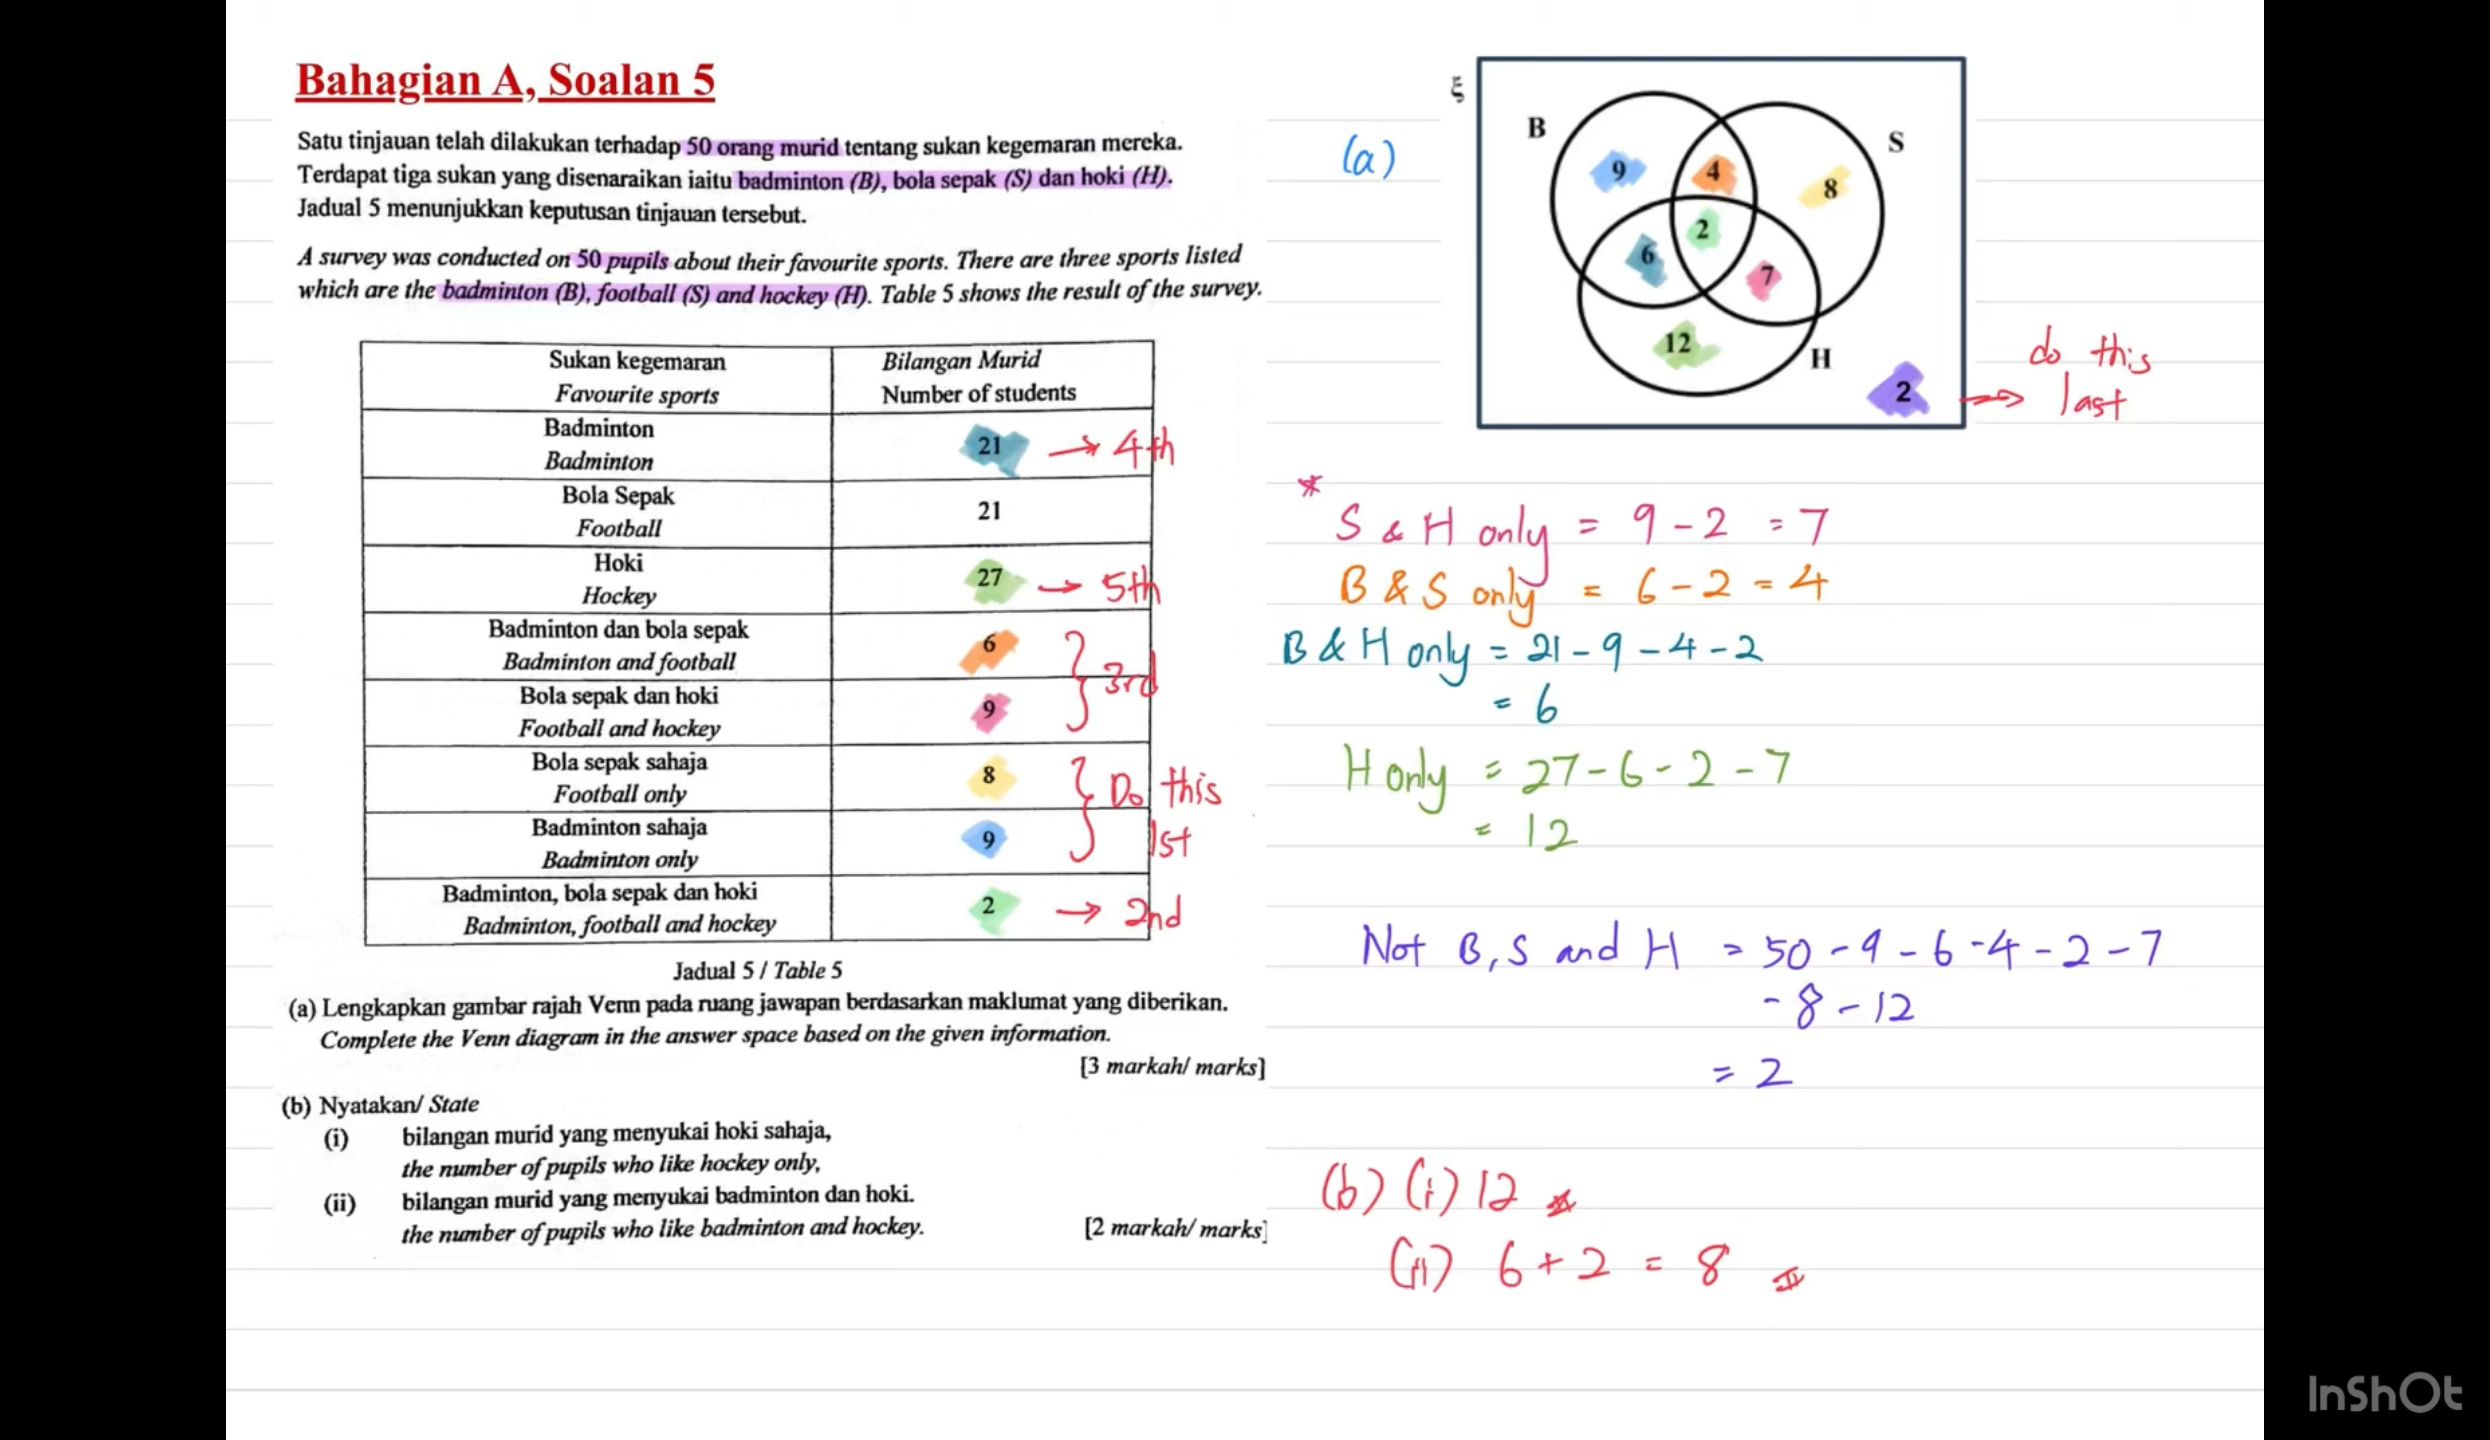 Bahagian A, Soalan 5
Satu tinjauan telah dilakukan terhadap 50 orang murid tentang sukan kegemaran mereka.
Terdapat tiga sukan yang disenaraikan iaitu badminton (B), bola sepak (S) dan hoki (H).
Jadual 5 menunjukkan keputusan tinjauan tersebut.
A survey was conducted on 50 pupils about their favourite sports. There are three sports listed
which are the badminton (B), football (S) and hockey (H). Table 5 shows the result of the survey.
Sukan kegemaran Bilangan Murid
Favourite sports Number of students
Badminton
Badminton 21 → 4th
Bola Sepak
Football 21
Hoki
Hockey 27 → 5th
Badminton dan bola sepak
Badminton and football 6
3rd
Bola sepak dan hoki
Football and hockey 9
Bola sepak sahaja
Football only 8
Do this
1st
Badminton sahaja
Badminton only 9
Badminton, bola sepak dan hoki
Badminton, football and hockey 2 → 2nd
Jadual 5 / Table 5
(a) Lengkapkan gambar rajah Venn pada ruang jawapan berdasarkan maklumat yang diberikan.
Complete the Venn diagram in the answer space based on the given information.
[3 markah/ marks]
(b) Nyatakan/ State
(i) bilangan murid yang menyukai hoki sahaja,
the number of pupils who like hockey only,
(ii) bilangan murid yang menyukai badminton dan hoki.
the number of pupils who like badminton and hockey.
[2 markah/ marks]
(a)
ξ
B
S
9 4 8
2
6 7
12
H
2 → do this
last
*
S & H only = 9 - 2 = 7
B & S only = 6 - 2 = 4
B & H only = 21 - 9 - 4 - 2
= 6
H only = 27 - 6 - 2 - 7
= 12
Not B, S and H = 50 - 9 - 6 - 4 - 2 - 7
- 8 - 12
= 2
(b) (i) 12
(ii) 6 + 2 = 8
InShOt